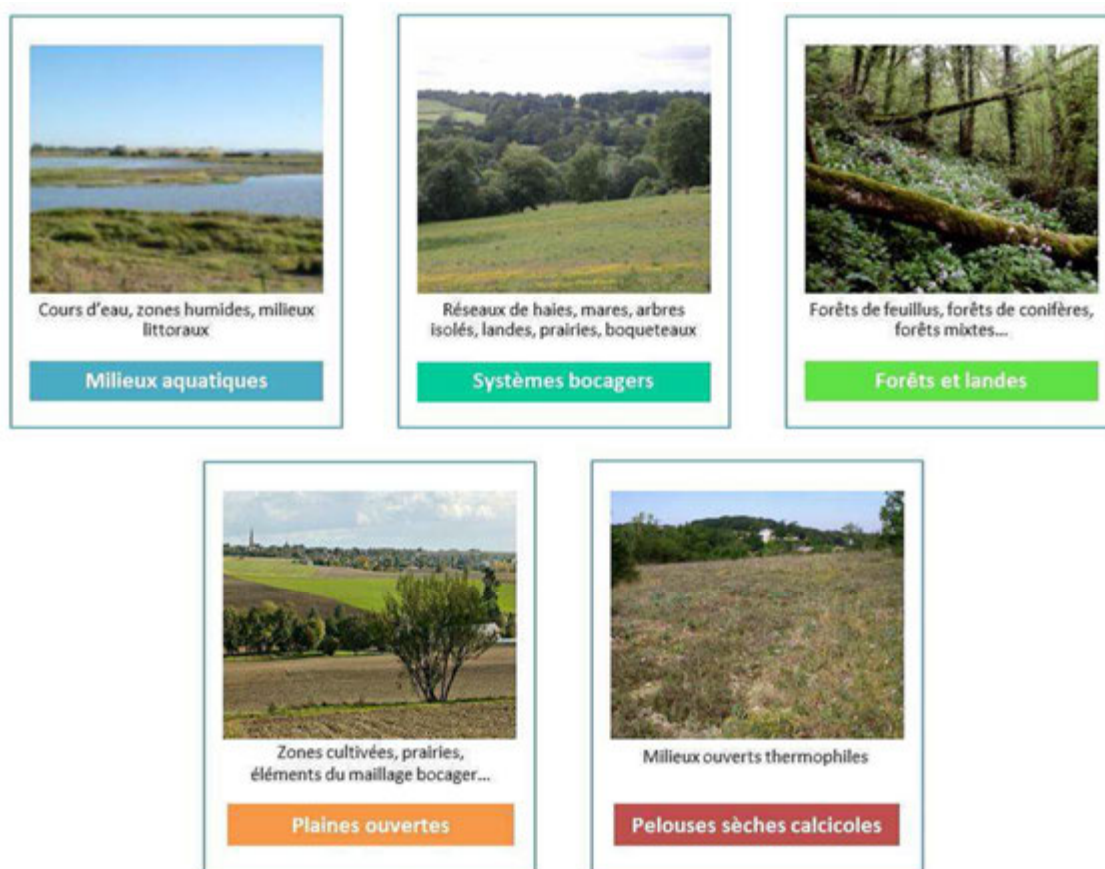 Cours d'eau, zones humides, milieux
littoraux
Milieux aquatiques
Réseaux de haies, mares, arbres
isolés, landes, prairies, boqueteaux
Systèmes bocagers
Forêts de feuillus, forêts de conifères,
forêts mixtes...
Forêts et landes
Zones cultivées, prairies,
éléments du maillage bocager...
Plaines ouvertes
Milieux ouverts thermophiles
Pelouses sèches calcicoles